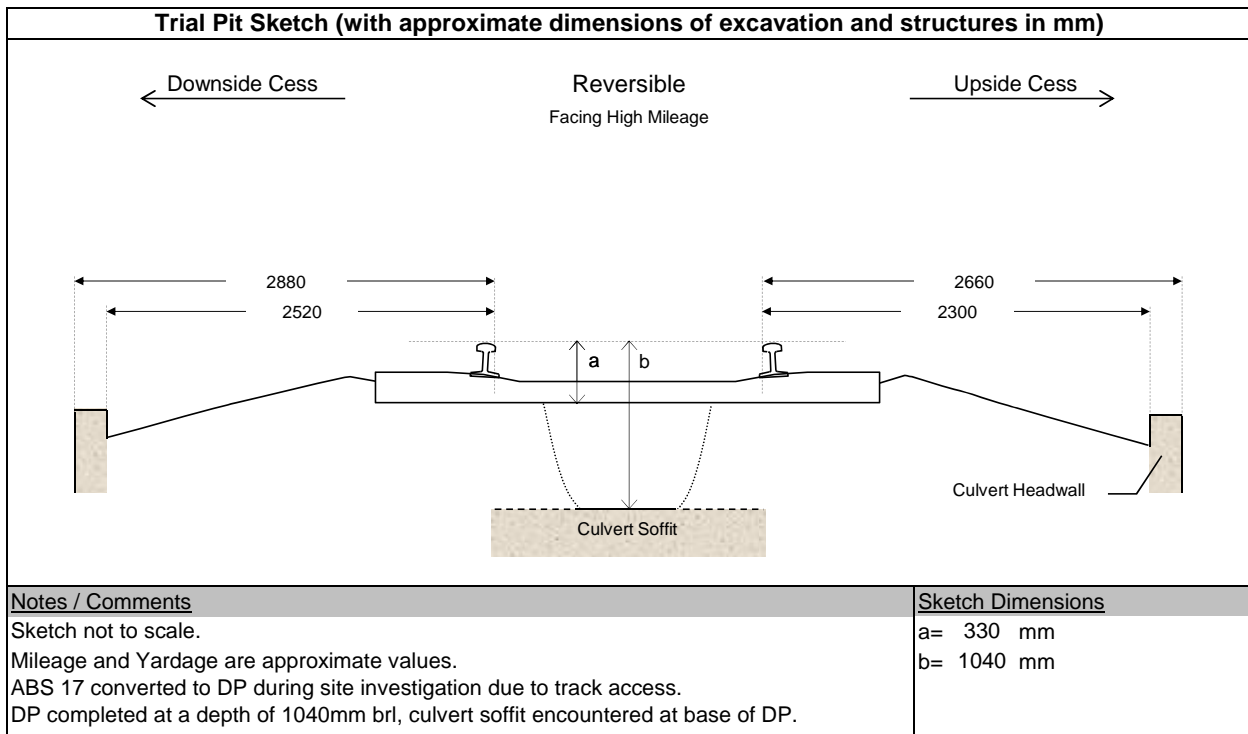 Trial Pit Sketch (with approximate dimensions of excavation and structures in mm)
Downside Cess
Reversible
Upside Cess
Facing High Mileage
2880
2660
2520
2300
a
b
Culvert Headwall
Culvert Soffit
Notes / Comments
Sketch Dimensions
Sketch not to scale.
a= 330 mm
Mileage and Yardage are approximate values.
b= 1040 mm
ABS 17 converted to DP during site investigation due to track access.
DP completed at a depth of 1040mm brl, culvert soffit encountered at base of DP.